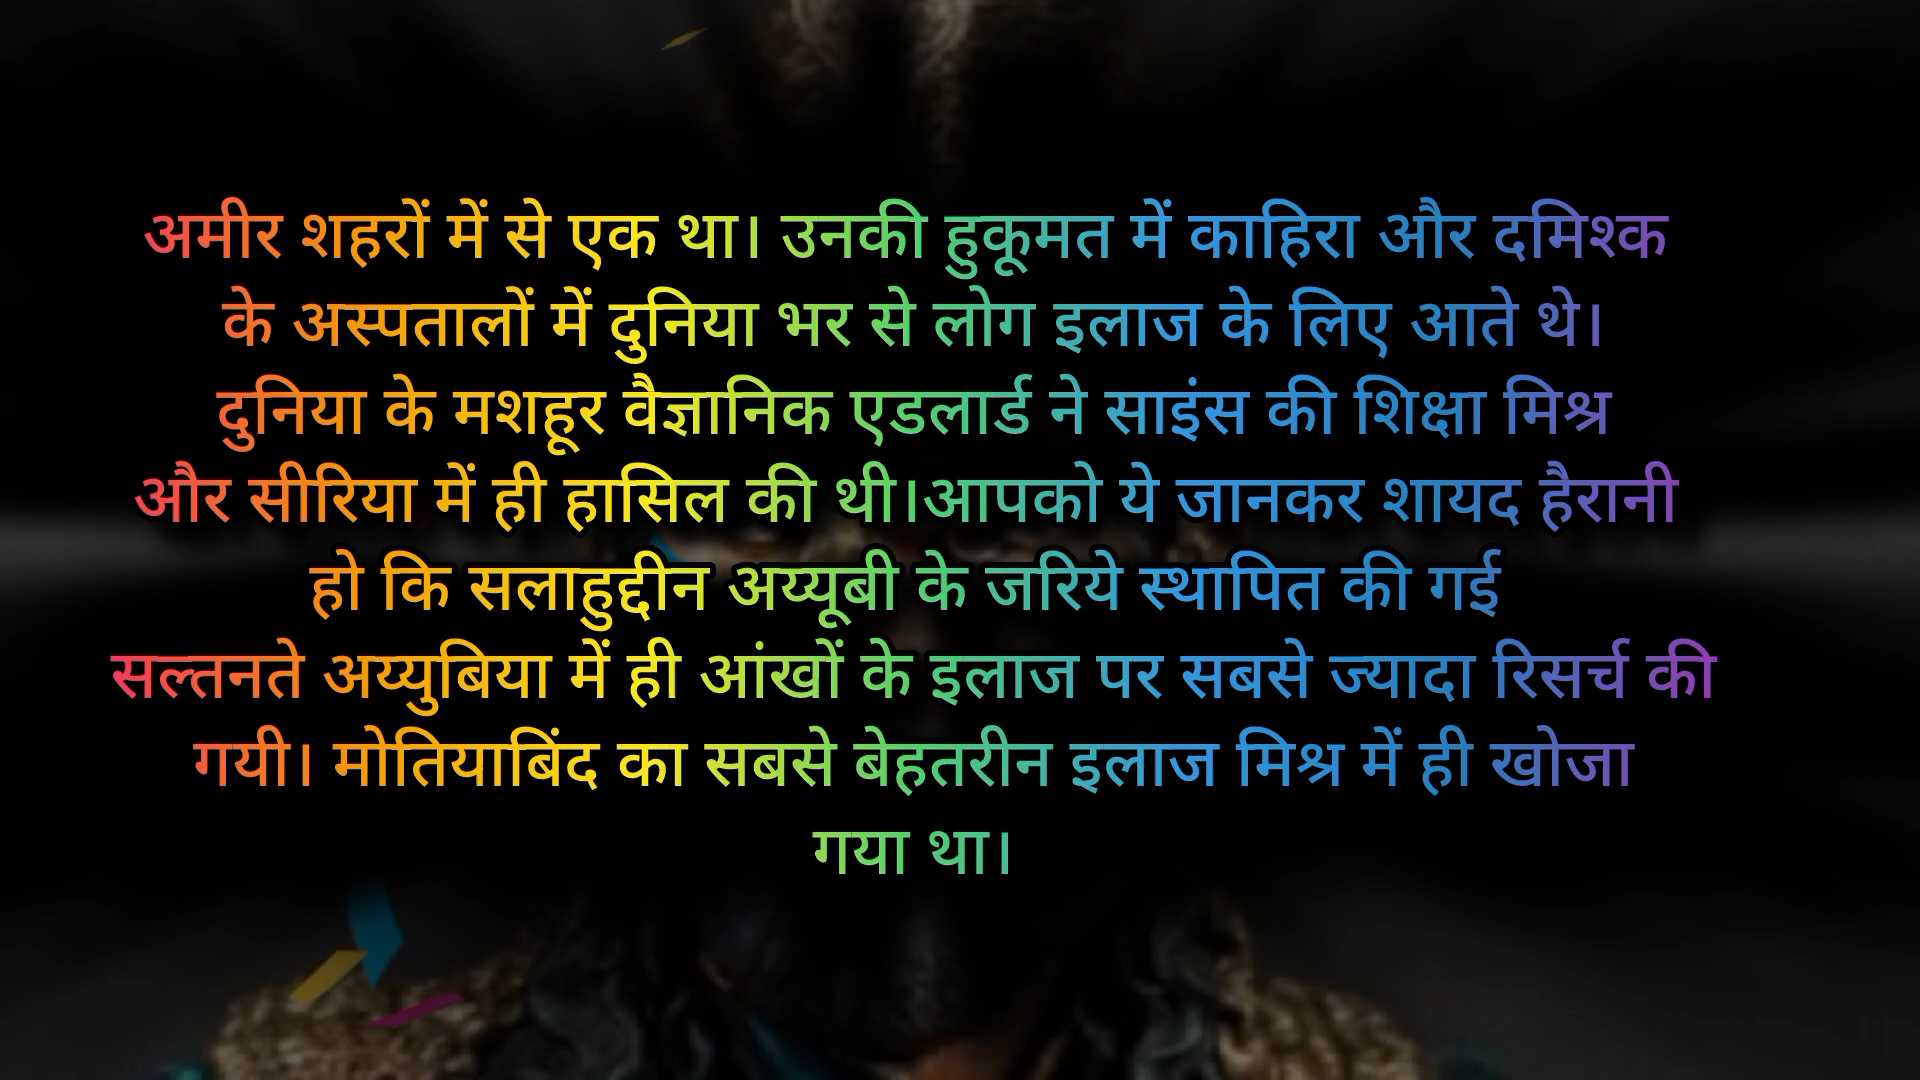 अमीर शहरों में से एक था। उनकी हुकूमत में काहिरा और दमिश्क
के अस्पतालों में दुनिया भर से लोग इलाज के लिए आते थे।
दुनिया के मशहूर वैज्ञानिक एडलार्ड ने साइंस की शिक्षा मिश्र
और सीरिया में ही हासिल की थी।आपको ये जानकर शायद हैरानी
हो कि सलाहुद्दीन अय्यूबी के जरिये स्थापित की गई
सल्तनते अय्युबिया में ही आंखों के इलाज पर सबसे ज्यादा रिसर्च की
गयी। मोतियाबिंद का सबसे बेहतरीन इलाज मिश्र में ही खोजा
गया था।